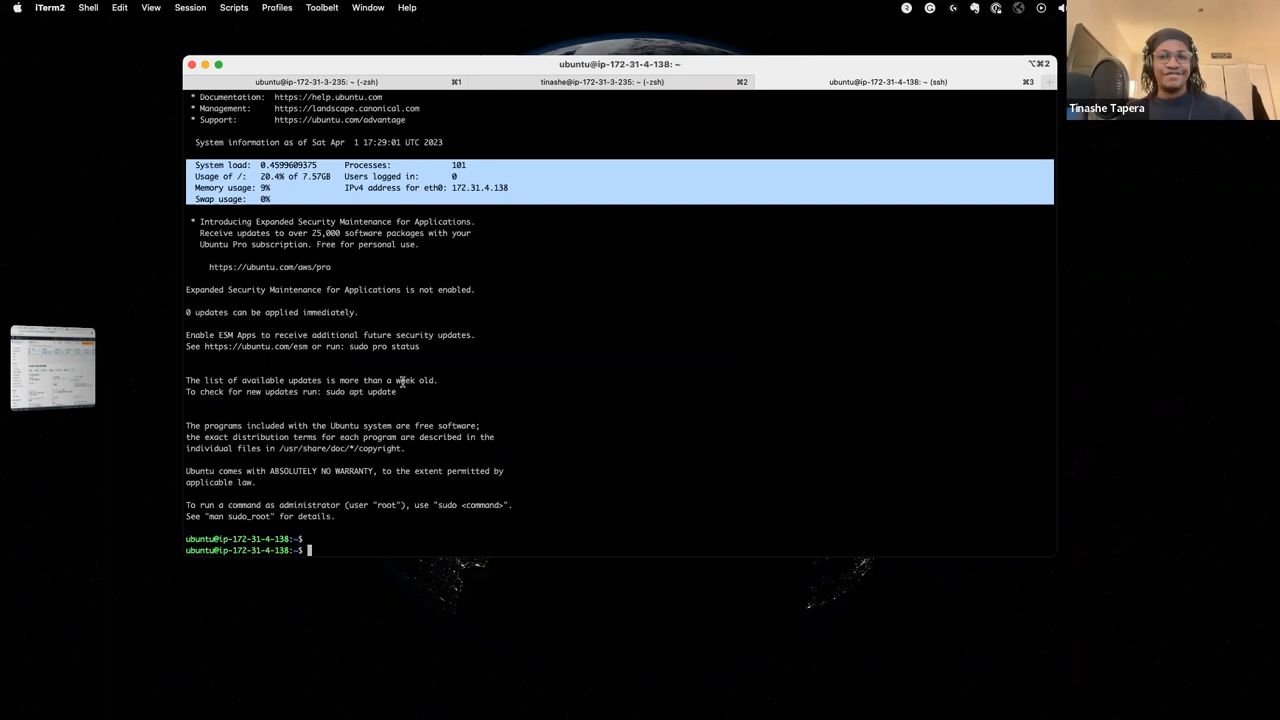 iTerm2 Shell Edit View Session Scripts Profiles Toolbelt Window Help
ubuntu@ip-172-31-4-138: ~
⌥⌘2
ubuntu@ip-172-31-3-235: ~ (-zsh) ⌘1 tinashe@ip-172-31-3-235: ~ (-zsh) ⌘2 ubuntu@ip-172-31-4-138: ~ (ssh) ⌘3
Tinashe Tapera
* Documentation: https://help.ubuntu.com
* Management: https://landscape.canonical.com
* Support: https://ubuntu.com/advantage
System information as of Sat Apr 1 17:29:01 UTC 2023
System load: 0.4599609375 Processes: 101
Usage of /: 20.4% of 7.57GB Users logged in: 0
Memory usage: 9% IPv4 address for eth0: 172.31.4.138
Swap usage: 0%
* Introducing Expanded Security Maintenance for Applications.
Receive updates to over 25,000 software packages with your
Ubuntu Pro subscription. Free for personal use.
https://ubuntu.com/aws/pro
Expanded Security Maintenance for Applications is not enabled.
0 updates can be applied immediately.
Enable ESM Apps to receive additional future security updates.
See https://ubuntu.com/esm or run: sudo pro status
The list of available updates is more than a week old.
To check for new updates run: sudo apt update
The programs included with the Ubuntu system are free software;
the exact distribution terms for each program are described in the
individual files in /usr/share/doc/*/copyright.
Ubuntu comes with ABSOLUTELY NO WARRANTY, to the extent permitted by
applicable law.
To run a command as administrator (user "root"), use "sudo <command>".
See "man sudo_root" for details.
ubuntu@ip-172-31-4-138:~$
ubuntu@ip-172-31-4-138:~$